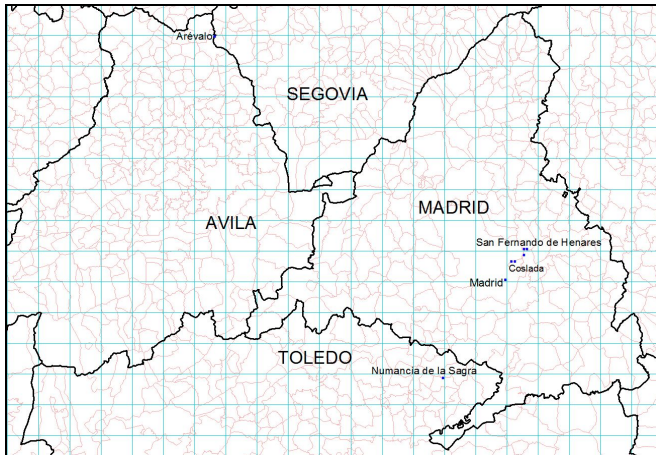 Arévalo
SEGOVIA
AVILA
MADRID
San Fernando de Henares
Coslada
Madrid
TOLEDO
Numancia de la Sagra